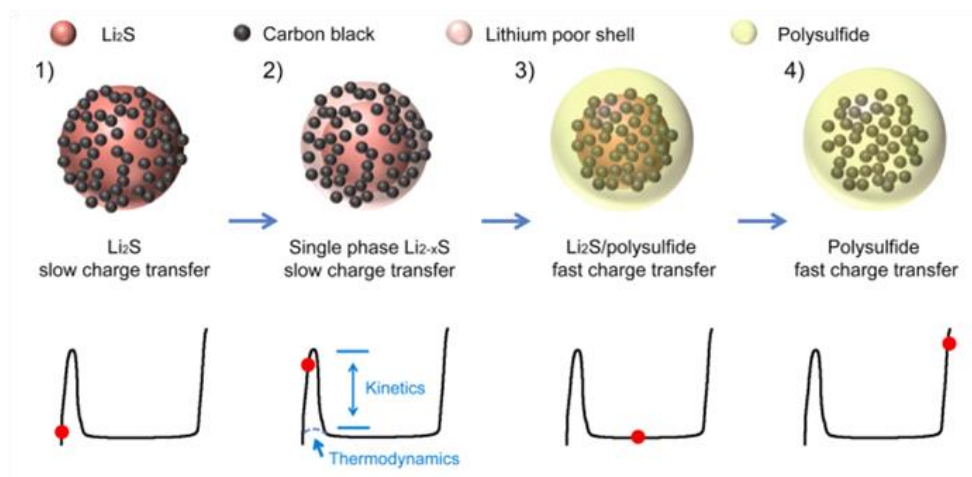 Li₂S
Carbon black
Lithium poor shell
Polysulfide
1)
2)
3)
4)
Li₂S
slow charge transfer
Single phase Li₂₋ₓS
slow charge transfer
Li₂S/polysulfide
fast charge transfer
Polysulfide
fast charge transfer
Kinetics
Thermodynamics